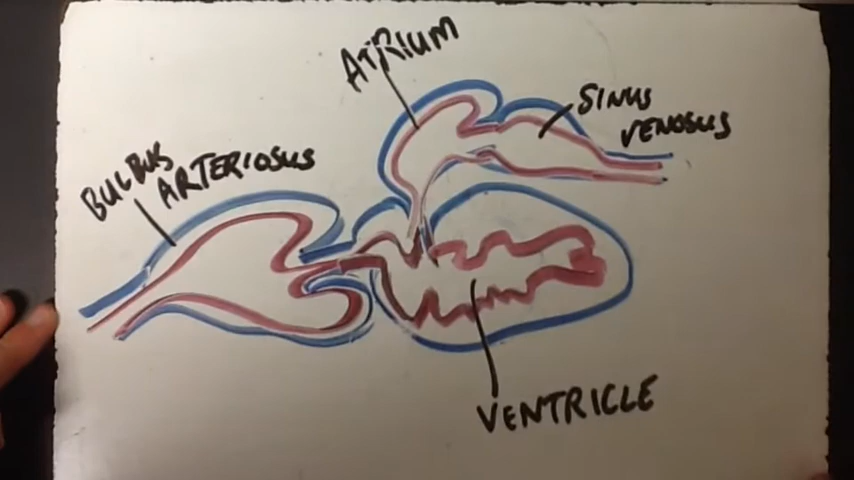 ATRIUM
SINUS
VENOSUS
BULBUS
ARTERIOSUS
VENTRICLE